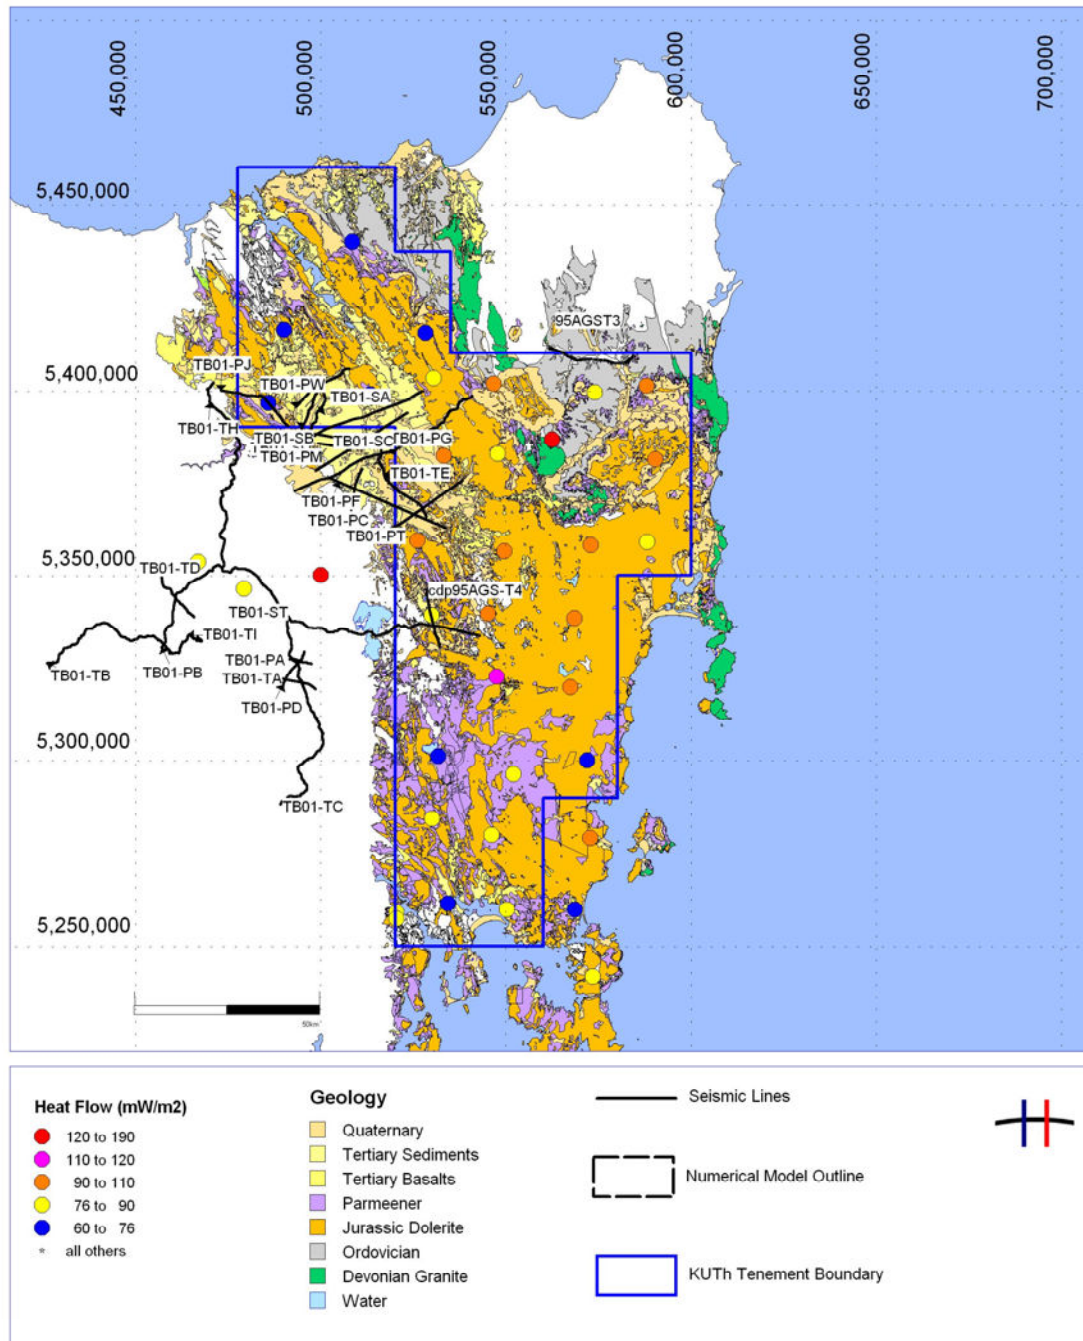 450,000
500,000
550,000
600,000
650,000
700,000
5,450,000
95AGST3
TB01-PJ
5,400,000
TB01-PW
TB01-SA
TB01-TH
TB01-SB
TB01-SC
TB01-PG
TB01-PM
TB01-TE
TB01-PF
TB01-PC
TB01-PT
5,350,000
TB01-TD
cdp95AGS-T4
TB01-ST
TB01-TI
TB01-TB
TB01-PB
TB01-PA
TB01-TA
TB01-PD
5,300,000
TB01-TC
5,250,000
50km
Heat Flow (mW/m2)
120 to 190
110 to 120
90 to 110
76 to 90
60 to 76
* all others
Geology
Quaternary
Tertiary Sediments
Tertiary Basalts
Parmeener
Jurassic Dolerite
Ordovician
Devonian Granite
Water
Seismic Lines
Numerical Model Outline
KUTh Tenement Boundary